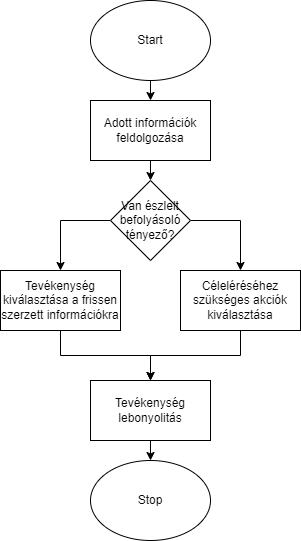 Start
Adott információk
feldolgozása
Van észlelt
befolyásoló
tényező?
Tevékenység
kiválasztása a frissen
szerzett információkra
Céleléréséhez
szükséges akciók
kiválasztása
Tevékenység
lebonyolitás
Stop